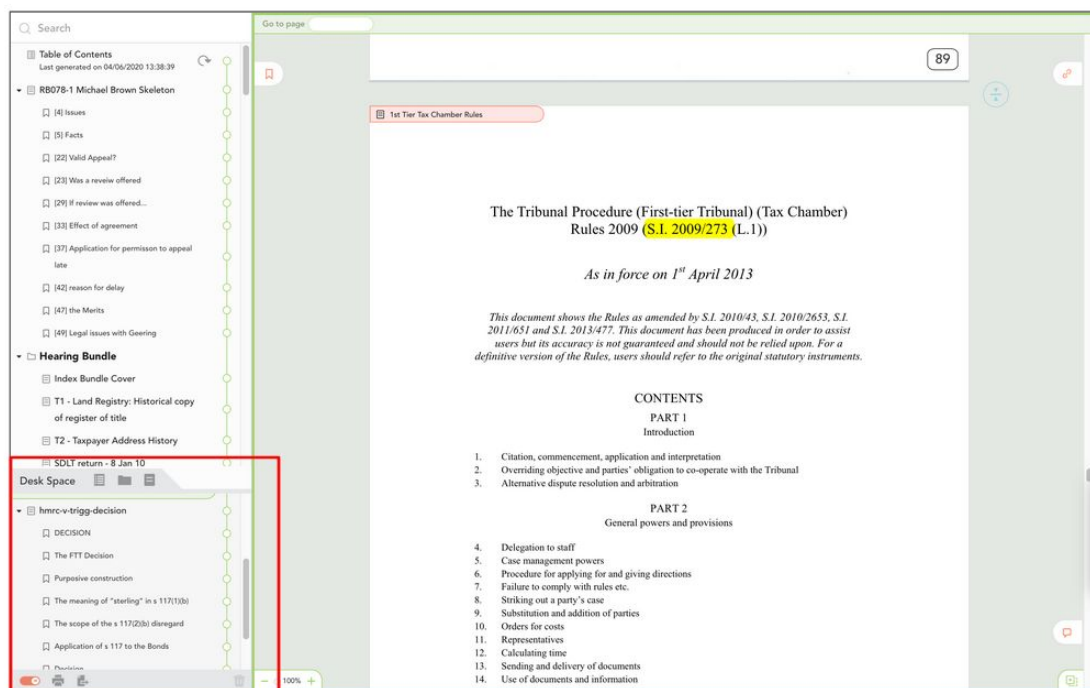 Search
Table of Contents
Last generated on 04/06/2020 13:38:39
RB078-1 Michael Brown Skeleton
[4] Issues
[5] Facts
[22] Valid Appeal?
[23] Was a reveiw offered
[29] If review was offered...
[33] Effect of agreement
[37] Application for permisson to appeal
late
[42] reason for delay
[47] the Merits
[49] Legal issues with Geering
Hearing Bundle
Index Bundle Cover
T1 - Land Registry: Historical copy
of register of title
T2 - Taxpayer Address History
SDLT return - 8 Jan 10
Desk Space
hmrc-v-trigg-decision
DECISION
The FTT Decision
Purposive construction
The meaning of "sterling" in s 117(1)(b)
The scope of the s 117(2)(b) disregard
Application of s 117 to the Bonds
Decision
Go to page
89
1st Tier Tax Chamber Rules
The Tribunal Procedure (First-tier Tribunal) (Tax Chamber)
Rules 2009 (S.I. 2009/273 (L.1))
As in force on 1st April 2013
This document shows the Rules as amended by S.I. 2010/43, S.I. 2010/2653, S.I.
2011/651 and S.I. 2013/477. This document has been produced in order to assist
users but its accuracy is not guaranteed and should not be relied upon. For a
definitive version of the Rules, users should refer to the original statutory instruments.
CONTENTS
PART 1
Introduction
1. Citation, commencement, application and interpretation
2. Overriding objective and parties' obligation to co-operate with the Tribunal
3. Alternative dispute resolution and arbitration
PART 2
General powers and provisions
4. Delegation to staff
5. Case management powers
6. Procedure for applying for and giving directions
7. Failure to comply with rules etc.
8. Striking out a party's case
9. Substitution and addition of parties
10. Orders for costs
11. Representatives
12. Calculating time
13. Sending and delivery of documents
14. Use of documents and information
− 100% +